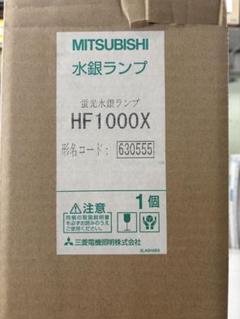 MITSUBISHI
水銀ランプ
蛍光水銀ランプ
HF1000X
形名コード: 630555
注意
1個
三菱電機照明株式会社